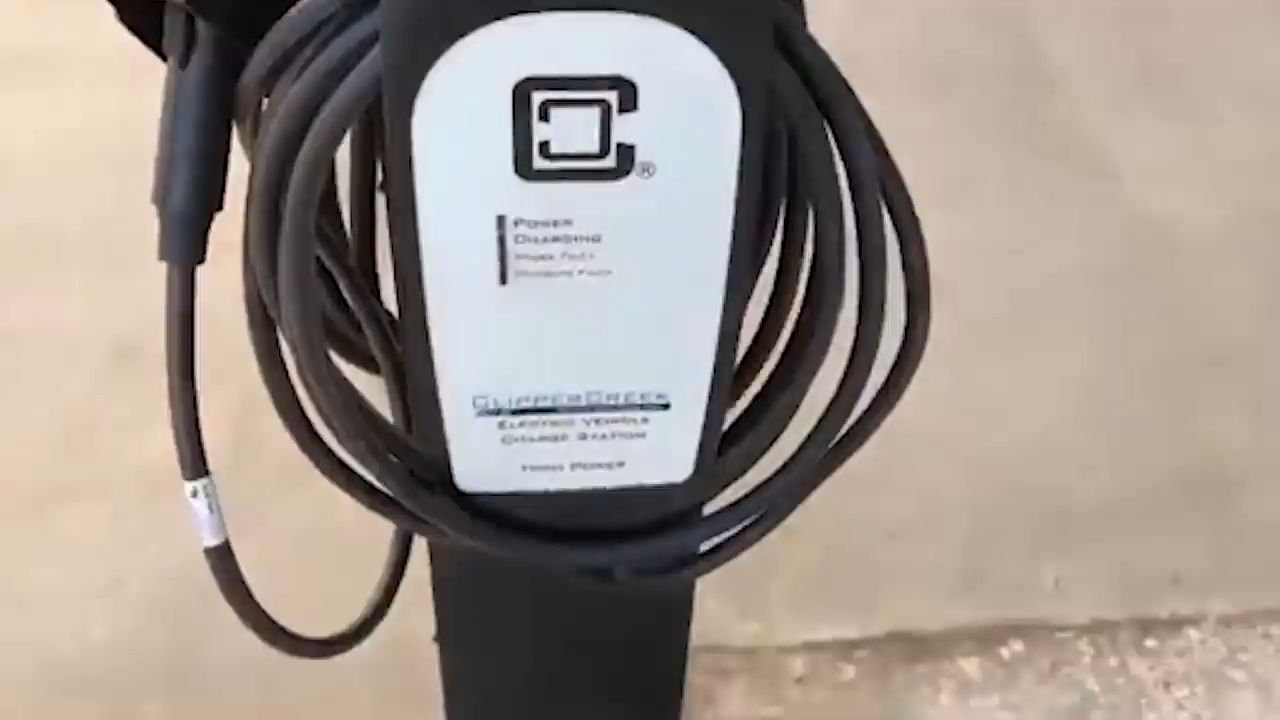 ®
POWER
CHARGING
CLIPPERCREEK
ELECTRIC VEHICLE
CHARGE STATION
HIGH POWER